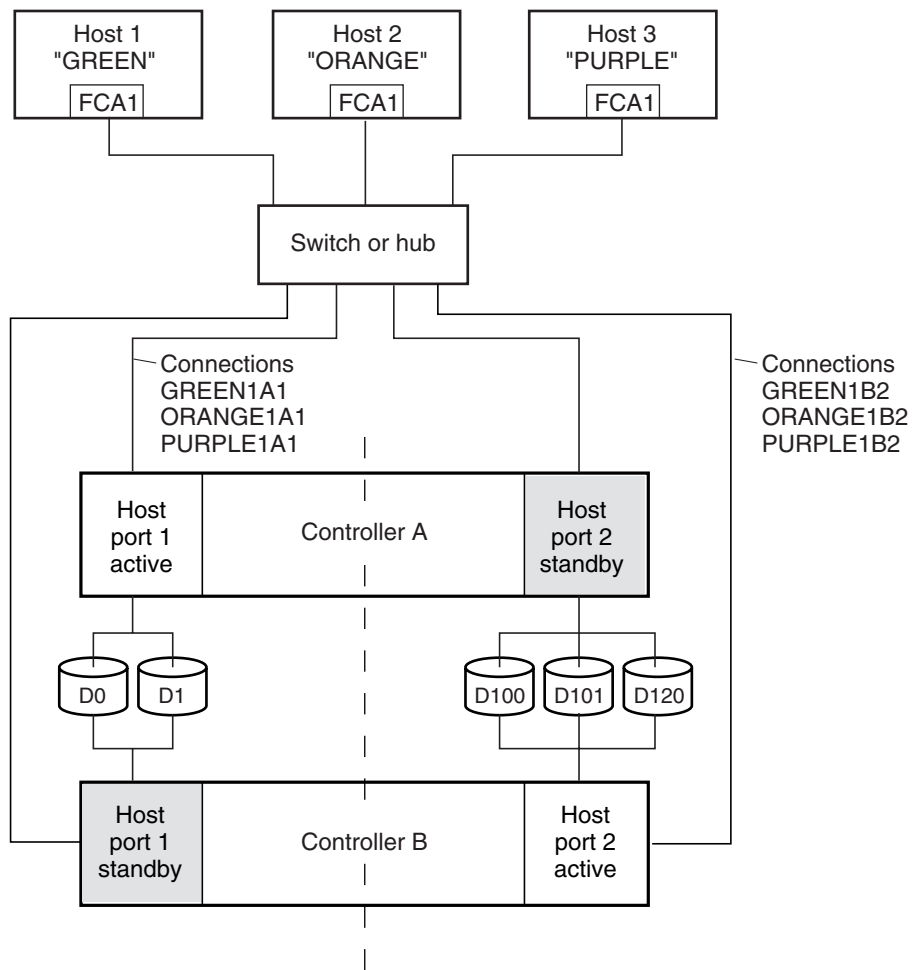 Host 1
"GREEN"
FCA1
Host 2
"ORANGE"
FCA1
Host 3
"PURPLE"
FCA1
Switch or hub
Connections
GREEN1A1
ORANGE1A1
PURPLE1A1
Connections
GREEN1B2
ORANGE1B2
PURPLE1B2
Host
port 1
active
Controller A
Host
port 2
standby
D0
D1
D100
D101
D120
Host
port 1
standby
Controller B
Host
port 2
active